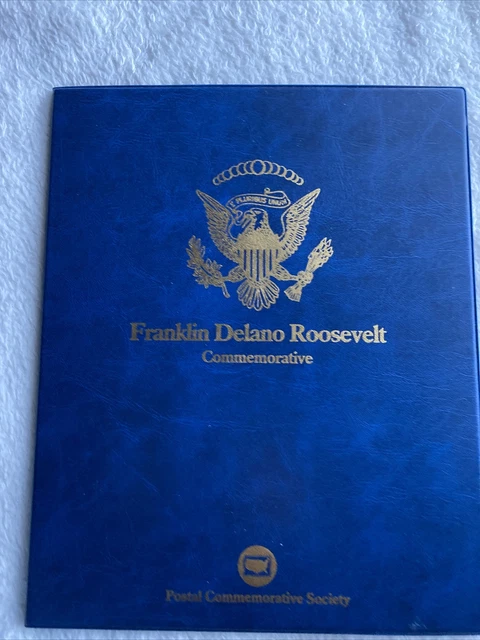 E PLURIBUS UNUM
Franklin Delano Roosevelt
Commemorative
Postal Commemorative Society